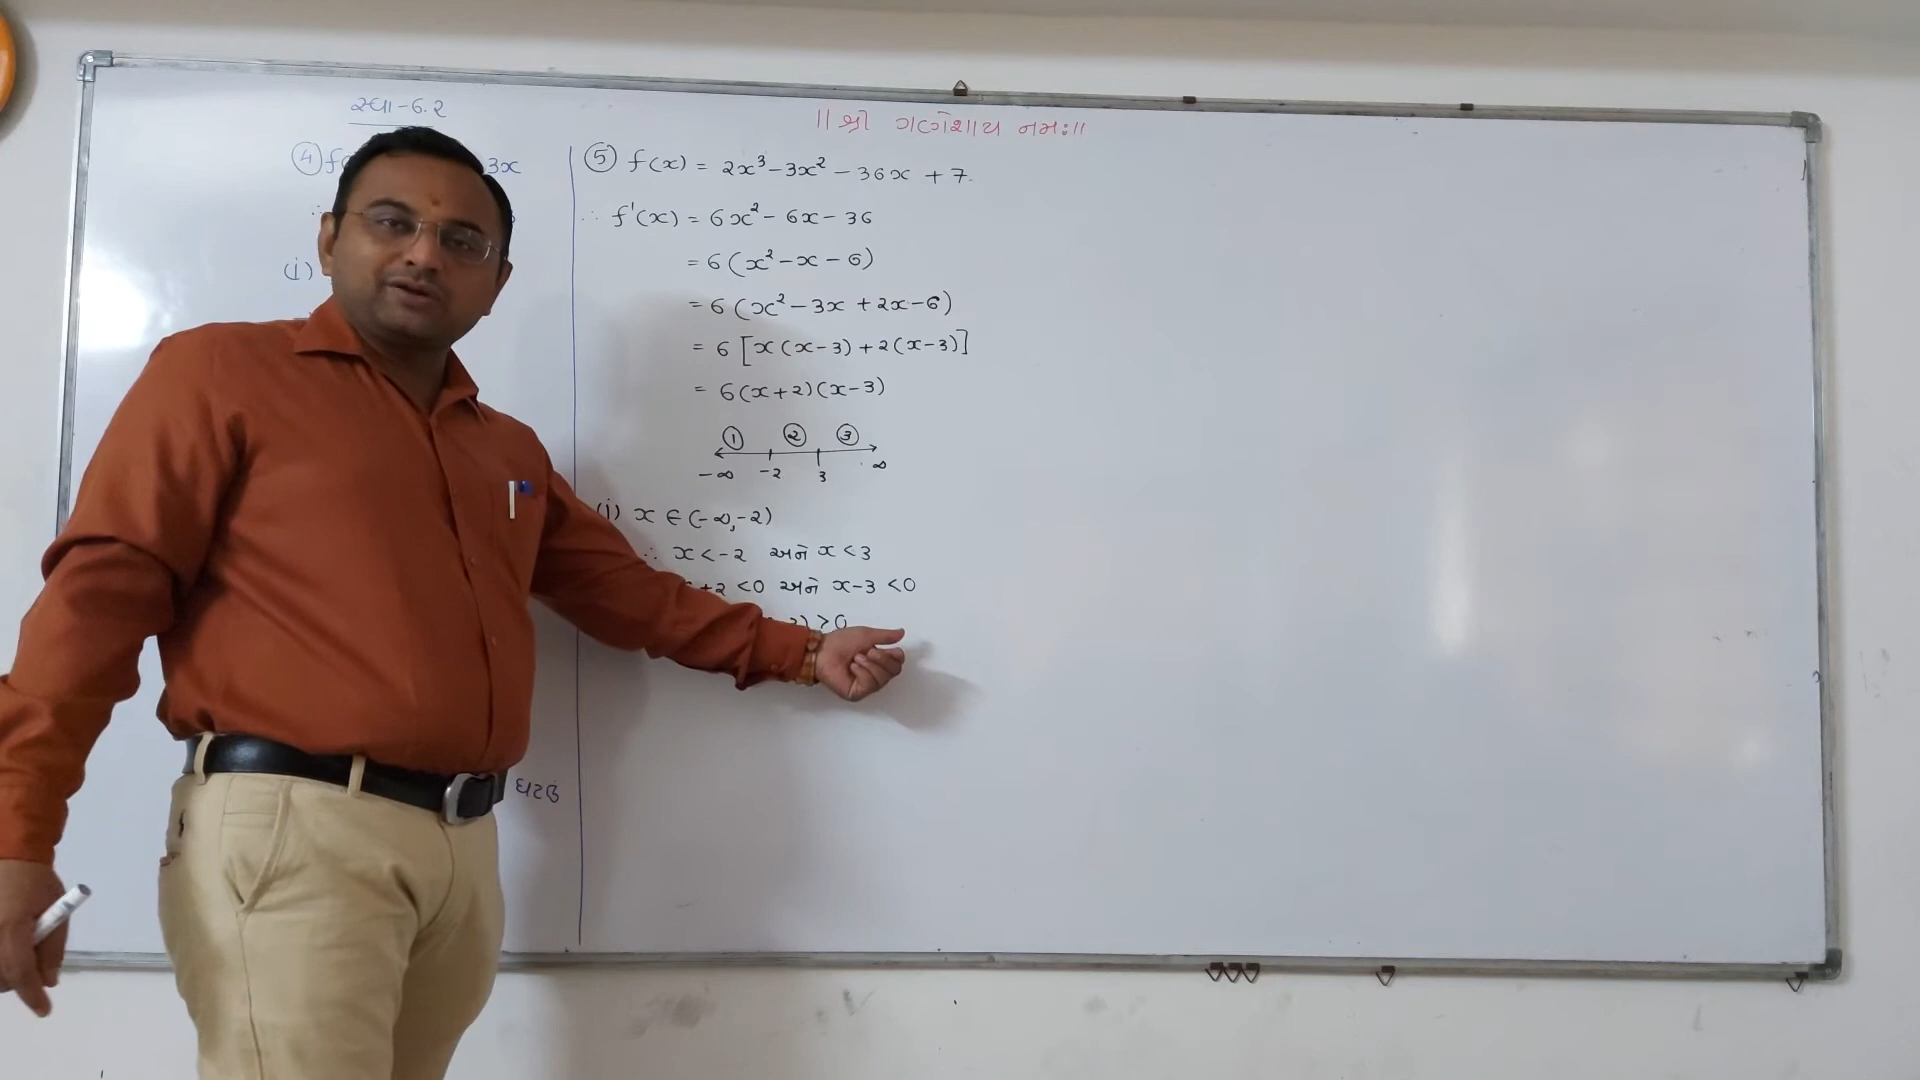 સ્વા-6.2
॥ શ્રી ગણેશાય નમઃ॥
④ f 3x
(i)
ઘટતું
⑤ f(x) = 2x³ - 3x² - 36x + 7.
∴ f'(x) = 6x² - 6x - 36
= 6(x² - x - 6)
= 6(x² - 3x + 2x - 6)
= 6[x(x-3) + 2(x-3)]
= 6(x+2)(x-3)
① ② ③
-∞ -2 3 ∞
(i) x ∈ (-∞,-2)
∴ x < -2 અને x < 3
+2 < 0 અને x-3 < 0
) > 0